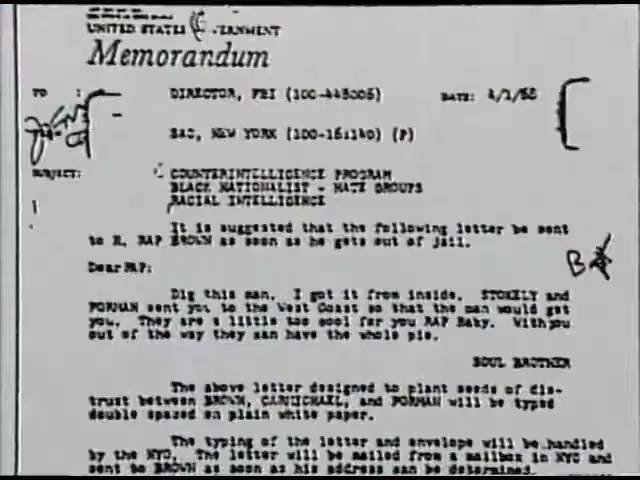 UNITED STATES GOVERNMENT
Memorandum
TO :
DIRECTOR, FBI (100-448006)
DATE: 4/1/68
SAC, NEW YORK (100-161140) (P)
SUBJECT:
COUNTERINTELLIGENCE PROGRAM
BLACK NATIONALIST - HATE GROUPS
RACIAL INTELLIGENCE
It is suggested that the following letter be sent
to H. RAP BROWN as soon as he gets out of jail.
Dear RAP:
Dig this man. I got it from inside. STOKELY and
FORMAN sent you to the West Coast so that the man would get
you. They are a little too cool for you RAP Baby. With you
out of the way they can have the whole pie.
SOUL BROTHER
The above letter designed to plant seeds of dis-
trust between BROWN, CARMICHAEL, and FORMAN will be typed
double spaced on plain white paper.
The typing of the letter and envelope will be handled
by the NYO. The letter will be mailed from a mailbox in NYC and
sent to BROWN as soon as his address can be determined.